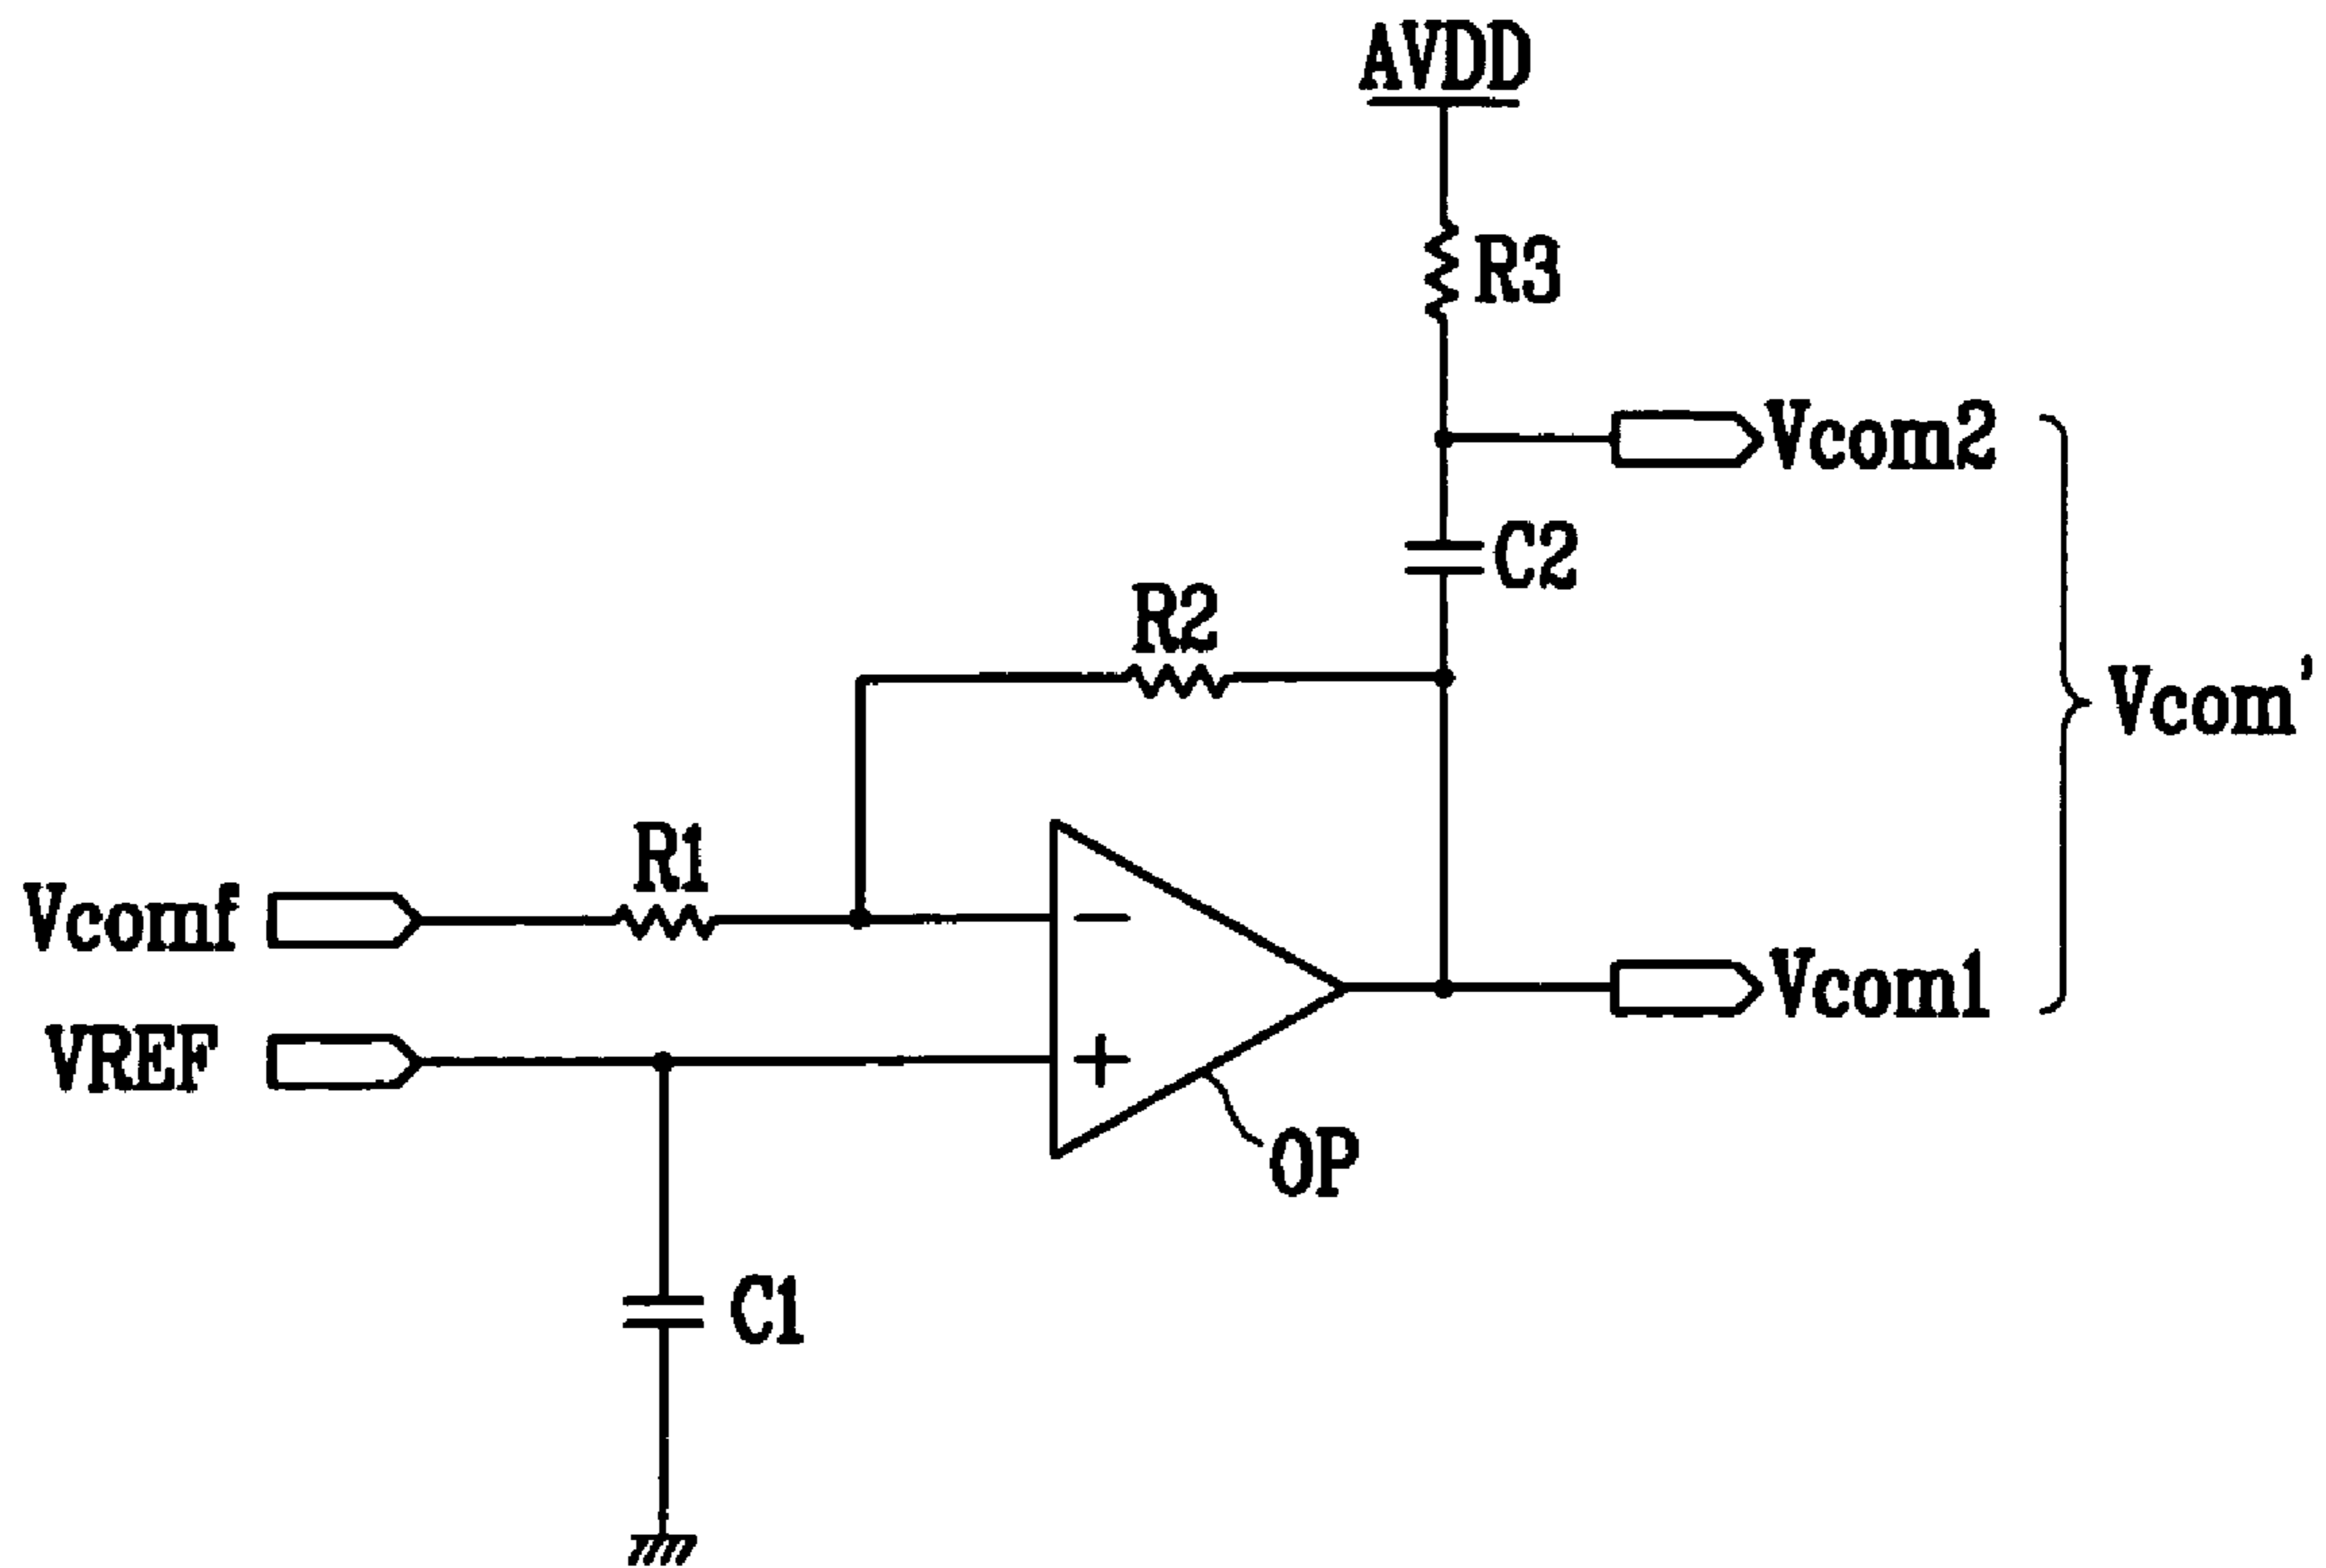 AVDD
R3
Vcom2
C2
R2
Vcom'
R1
Vcomf
−
Vcom1
VREF
+
OP
C1